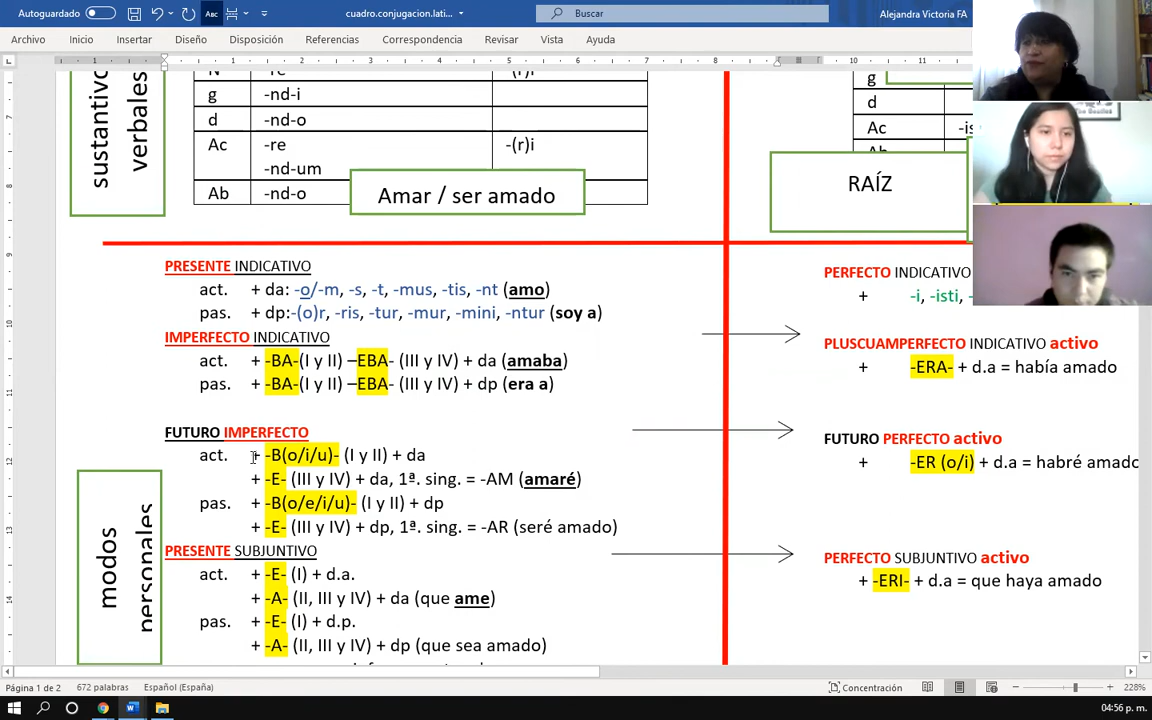 Autoguardado
cuadro.conjugacion.lati...
Buscar
Alejandra Victoria FA
Archivo Inicio Insertar Diseño Disposición Referencias Correspondencia Revisar Vista Ayuda
sustantivo
verbales
-re -(r)i
g -nd-i
d -nd-o
Ac -re -(r)i
-nd-um
Ab -nd-o
Amar / ser amado
g
d
Ac -is
RAÍZ
PRESENTE INDICATIVO
act. + da: -o/-m, -s, -t, -mus, -tis, -nt (amo)
pas. + dp:-(o)r, -ris, -tur, -mur, -mini, -ntur (soy a)
IMPERFECTO INDICATIVO
act. + -BA-(I y II) –EBA- (III y IV) + da (amaba)
pas. + -BA-(I y II) –EBA- (III y IV) + dp (era a)
FUTURO IMPERFECTO
act. + -B(o/i/u)- (I y II) + da
+ -E- (III y IV) + da, 1ª. sing. = -AM (amaré)
pas. + -B(o/e/i/u)- (I y II) + dp
+ -E- (III y IV) + dp, 1ª. sing. = -AR (seré amado)
PRESENTE SUBJUNTIVO
act. + -E- (I) + d.a.
+ -A- (II, III y IV) + da (que ame)
pas. + -E- (I) + d.p.
+ -A- (II, III y IV) + dp (que sea amado)
modos
personales
PERFECTO INDICATIVO
+ -i, -isti,
PLUSCUAMPERFECTO INDICATIVO activo
+ -ERA- + d.a = había amado
FUTURO PERFECTO activo
+ -ER (o/i) + d.a = habré amado
PERFECTO SUBJUNTIVO activo
+ -ERI- + d.a = que haya amado
Página 1 de 2 672 palabras Español (España) Concentración 228%
04:56 p. m.